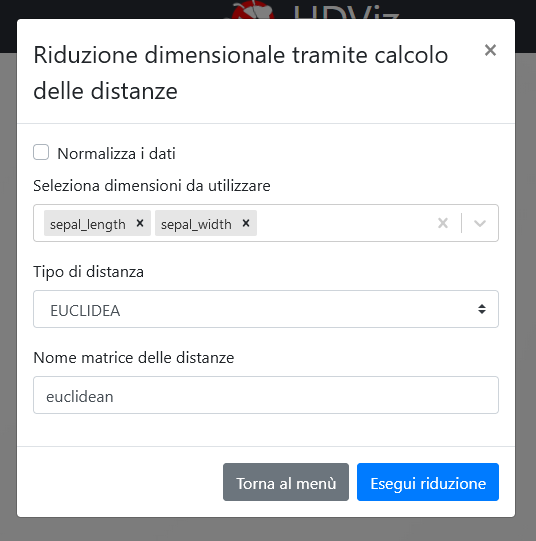 HDViz
Riduzione dimensionale tramite calcolo
delle distanze
×
Normalizza i dati
Seleziona dimensioni da utilizzare
sepal_length × sepal_width ×
Tipo di distanza
EUCLIDEA
Nome matrice delle distanze
euclidean
Torna al menù
Esegui riduzione